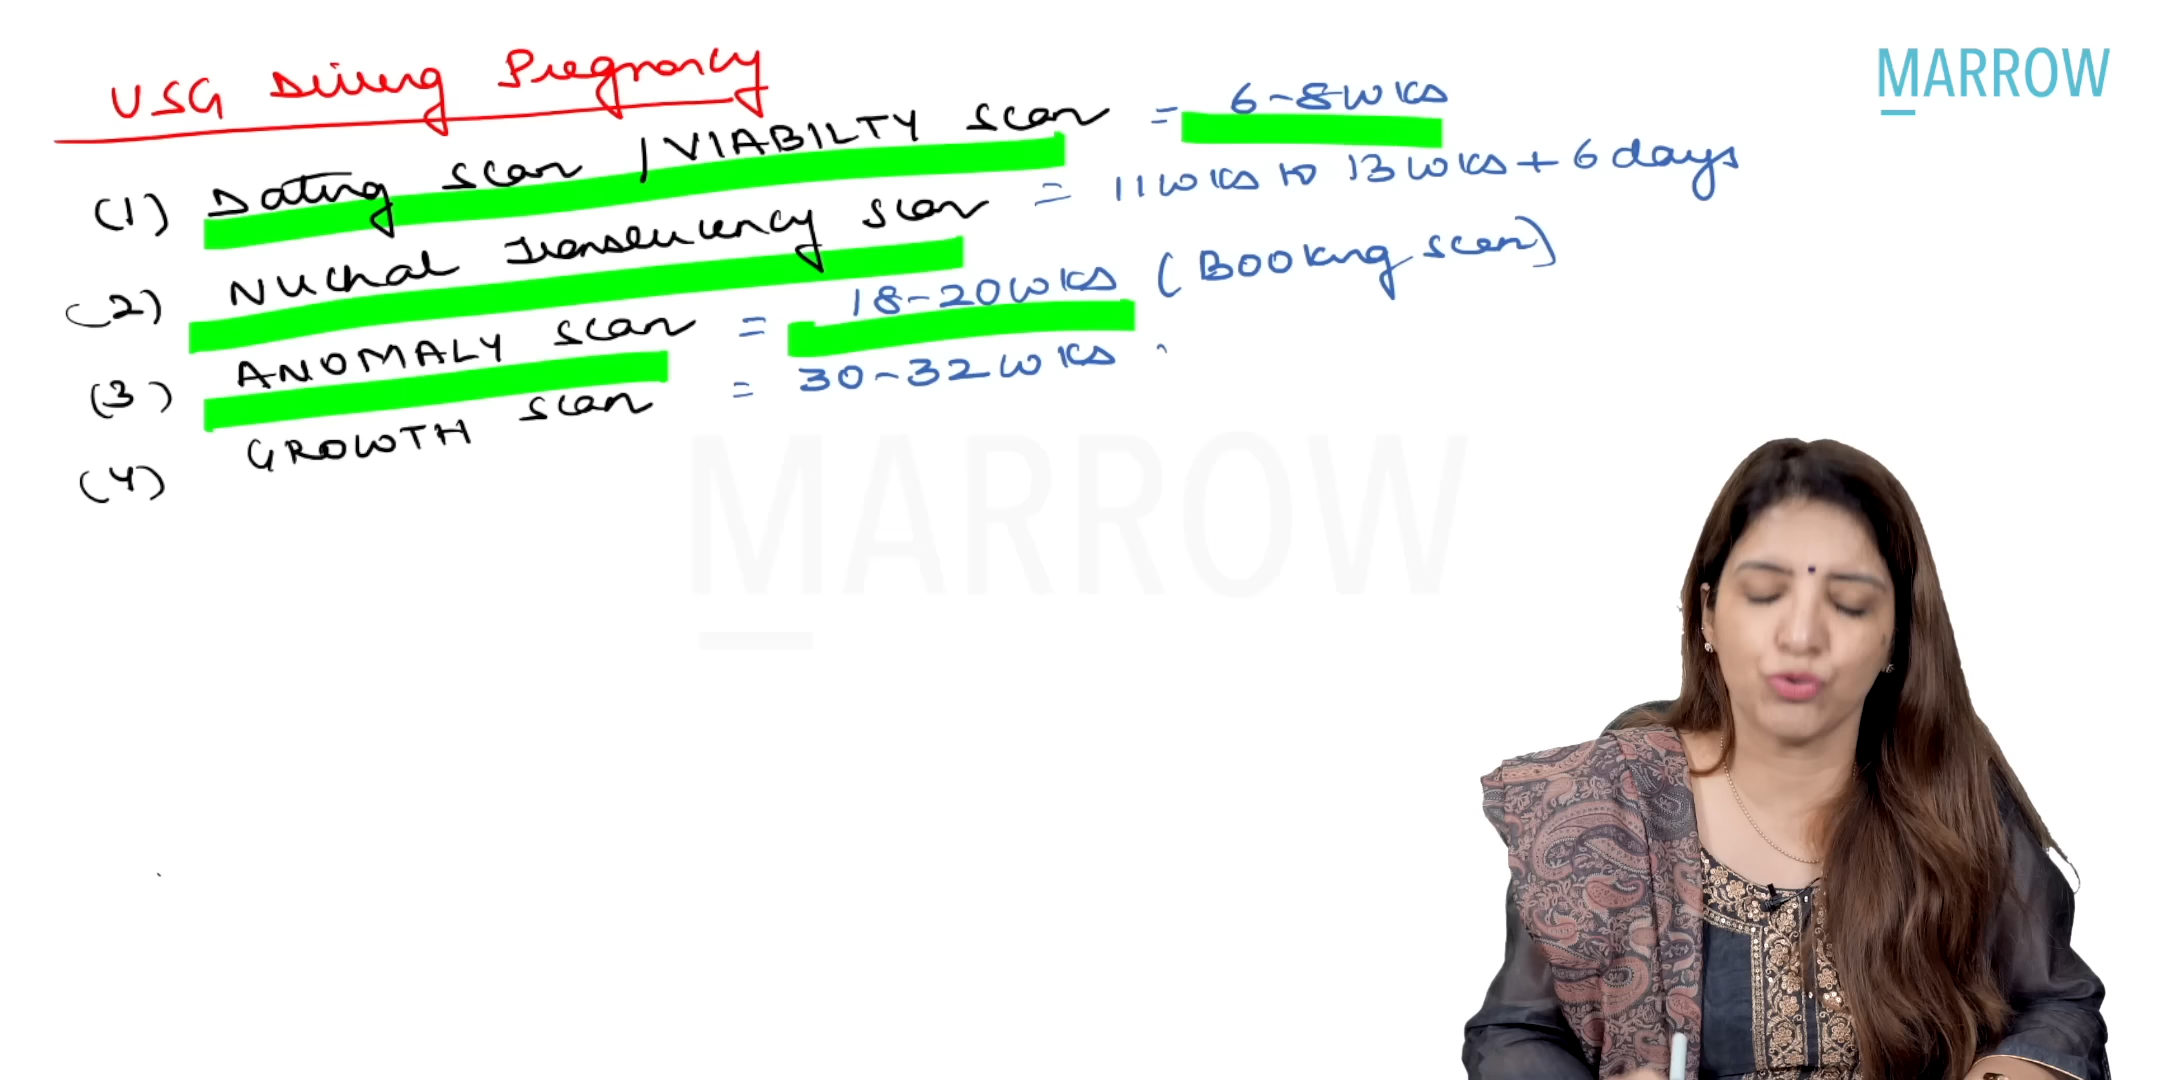 USG During Pregnancy
MARROW
(1) Dating scan / VIABILTY scan = 6-8 wks
(2) Nuchal Translucency scan = 11 wks to 13 wks + 6 days
(3) ANOMALY scan = 18-20 wks (Booking scan)
(4) GROWTH scan = 30-32 wks
MARROW